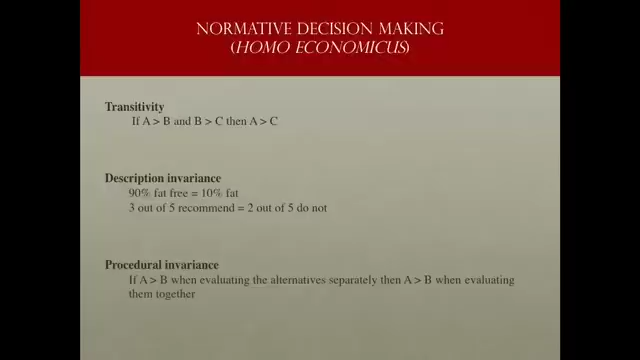 NORMATIVE DECISION MAKING
(HOMO ECONOMICUS)
Transitivity
If A > B and B > C then A > C
Description invariance
90% fat free = 10% fat
3 out of 5 recommend = 2 out of 5 do not
Procedural invariance
If A > B when evaluating the alternatives separately then A > B when evaluating
them together